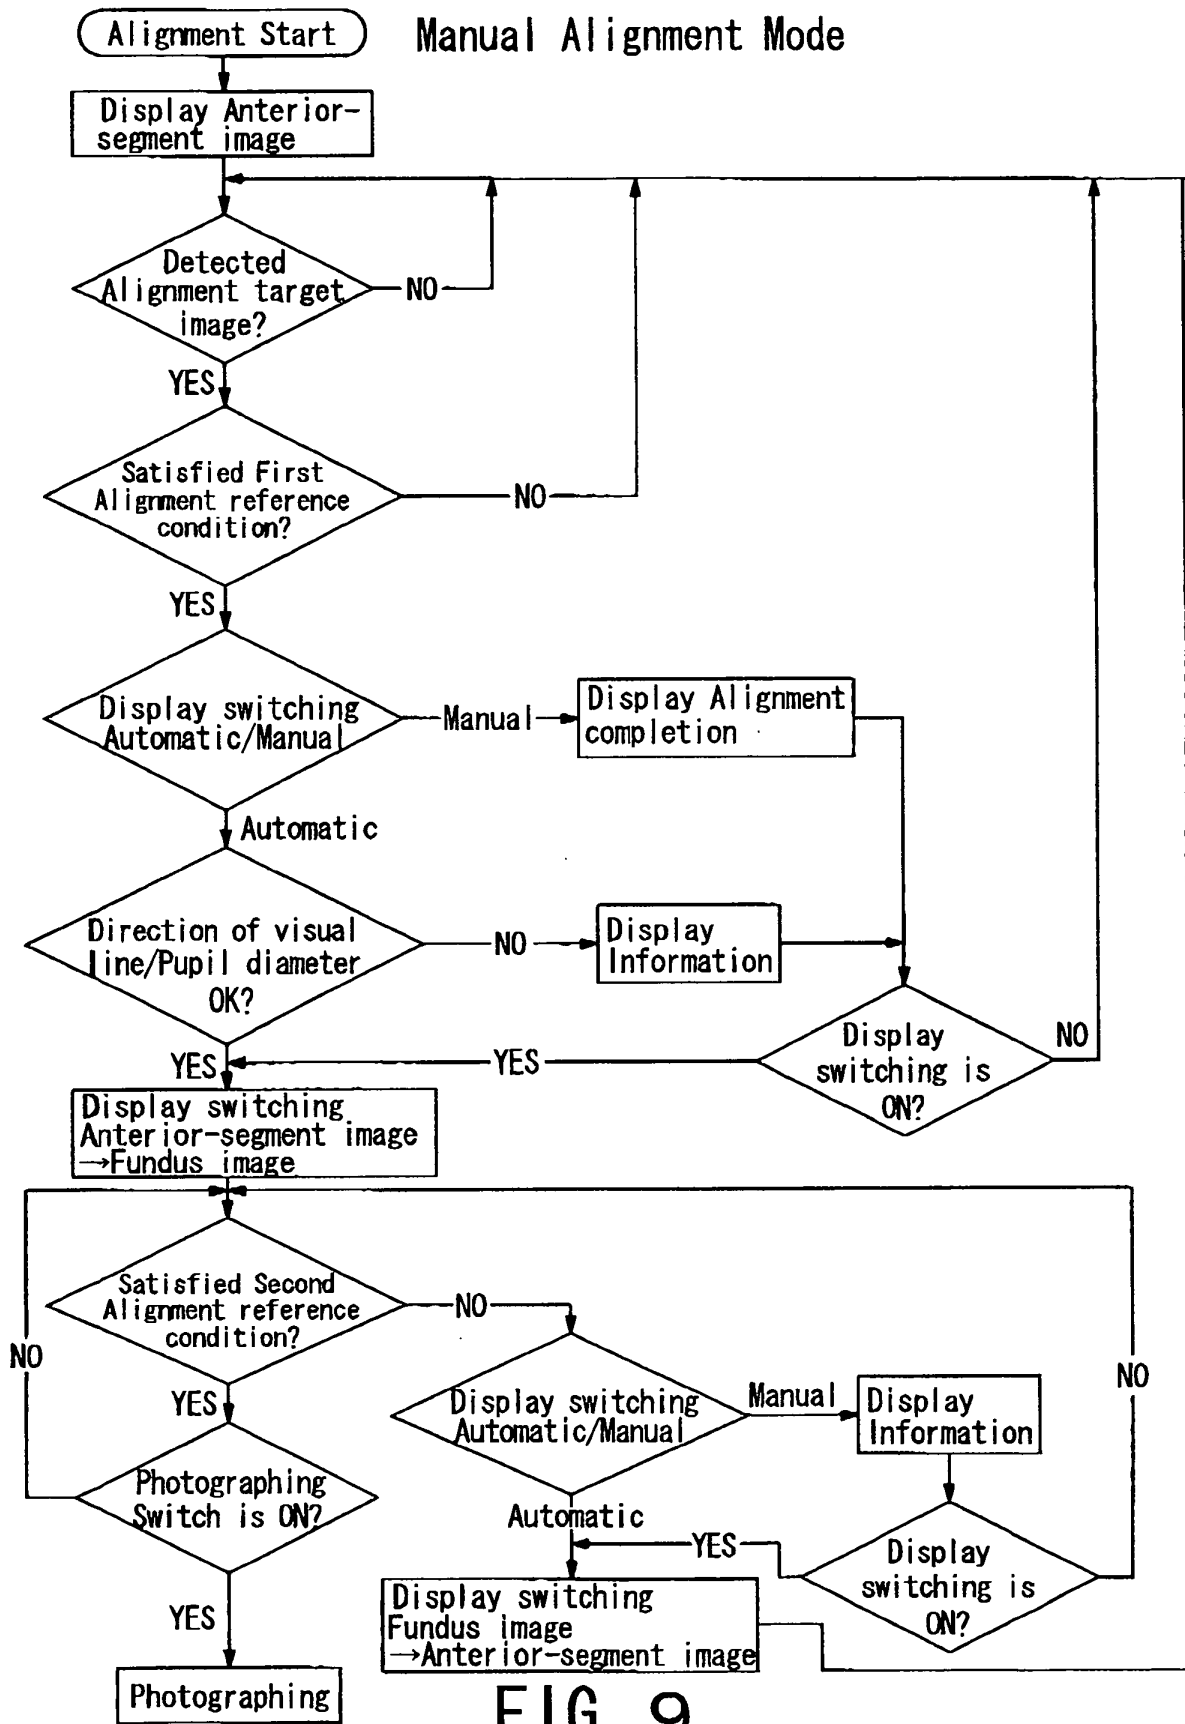 Alignment Start
Manual Alignment Mode
Display Anterior-
segment image
Detected
Alignment target
image?
NO
YES
Satisfied First
Alignment reference
condition?
NO
YES
Display switching
Automatic/Manual
Manual
Display Alignment
completion
Automatic
Direction of visual
line/Pupil diameter
OK?
NO
Display
Information
Display
switching is
ON?
NO
YES
YES
Display switching
Anterior-segment image
→Fundus image
Satisfied Second
Alignment reference
condition?
NO
NO
YES
Display switching
Automatic/Manual
Manual
Display
Information
NO
Photographing
Switch is ON?
Automatic
YES
Display
switching is
ON?
YES
Display switching
Fundus image
→Anterior-segment image
Photographing
FIG. 9